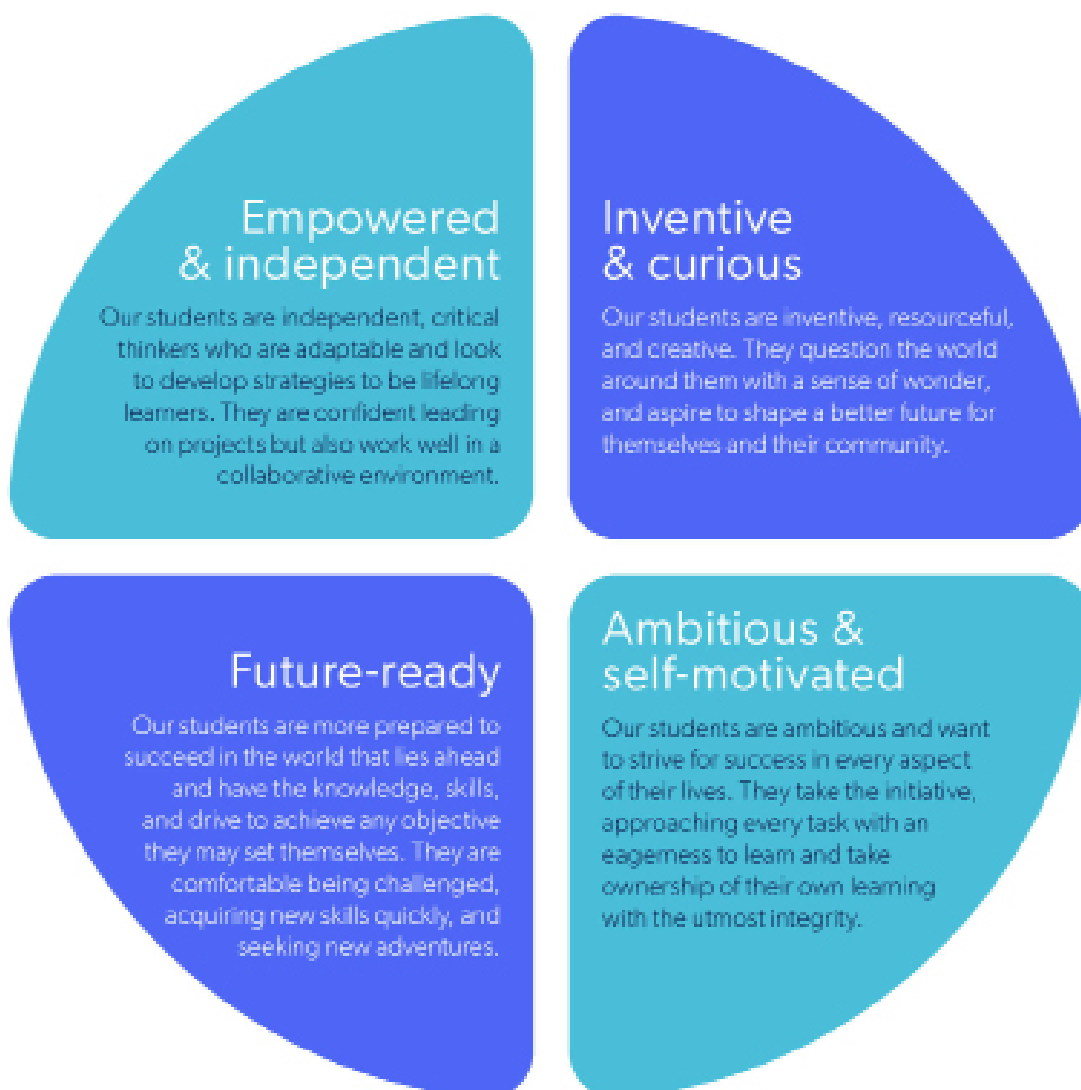 Empowered
& independent
Our students are independent, critical
thinkers who are adaptable and look
to develop strategies to be lifelong
learners. They are confident leading
on projects but also work well in a
collaborative environment.
Inventive
& curious
Our students are inventive, resourceful,
and creative. They question the world
around them with a sense of wonder,
and aspire to shape a better future for
themselves and their community.
Future-ready
Our students are more prepared to
succeed in the world that lies ahead
and have the knowledge, skills,
and drive to achieve any objective
they may set themselves. They are
comfortable being challenged,
acquiring new skills quickly, and
seeking new adventures.
Ambitious &
self-motivated
Our students are ambitious and want
to strive for success in every aspect
of their lives. They take the initiative,
approaching every task with an
eagerness to learn and take
ownership of their own learning
with the utmost integrity.